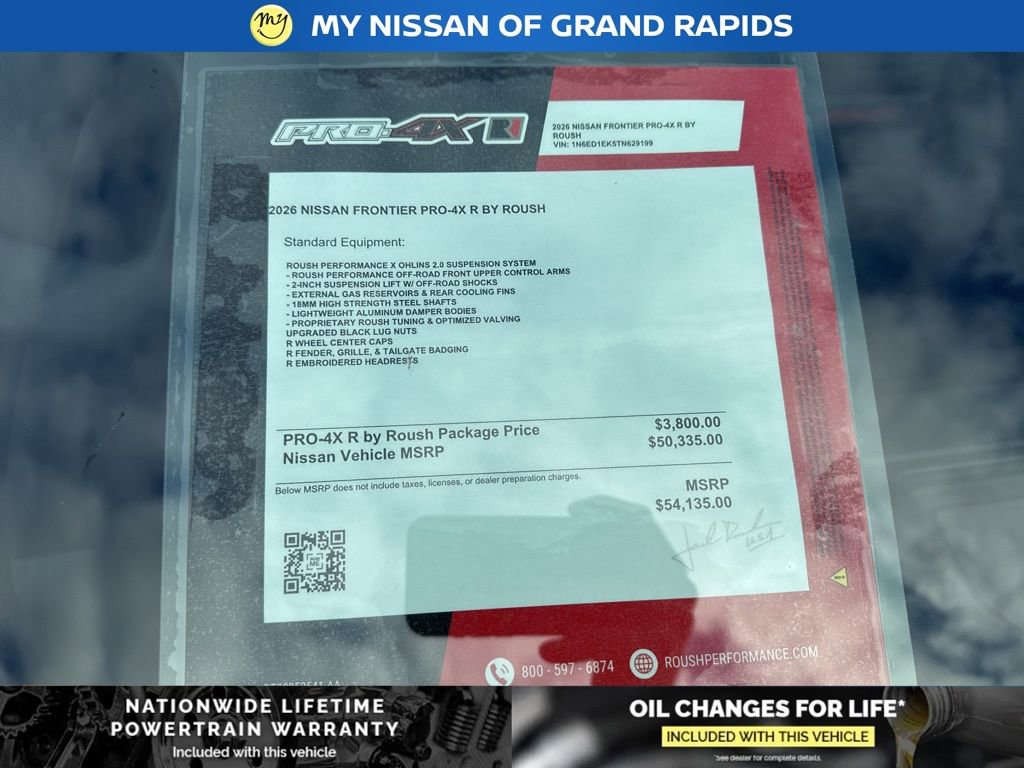 my MY NISSAN OF GRAND RAPIDS
PRO-4X R
2026 NISSAN FRONTIER PRO-4X R BY
ROUSH
VIN: 1N6ED1EK5TN629199
2026 NISSAN FRONTIER PRO-4X R BY ROUSH
Standard Equipment:
ROUSH PERFORMANCE X OHLINS 2.0 SUSPENSION SYSTEM
- ROUSH PERFORMANCE OFF-ROAD FRONT UPPER CONTROL ARMS
- 2-INCH SUSPENSION LIFT W/ OFF-ROAD SHOCKS
- EXTERNAL GAS RESERVOIRS & REAR COOLING FINS
- 18MM HIGH STRENGTH STEEL SHAFTS
- LIGHTWEIGHT ALUMINUM DAMPER BODIES
- PROPRIETARY ROUSH TUNING & OPTIMIZED VALVING
UPGRADED BLACK LUG NUTS
R WHEEL CENTER CAPS
R FENDER, GRILLE, & TAILGATE BADGING
R EMBROIDERED HEADRESTS
PRO-4X R by Roush Package Price $3,800.00
Nissan Vehicle MSRP $50,335.00
Below MSRP does not include taxes, licenses, or dealer preparation charges.
MSRP
$54,135.00
800 - 597 - 6874 ROUSHPERFORMANCE.COM
NATIONWIDE LIFETIME
POWERTRAIN WARRANTY
Included with this vehicle
OIL CHANGES FOR LIFE*
INCLUDED WITH THIS VEHICLE
*See dealer for complete details.